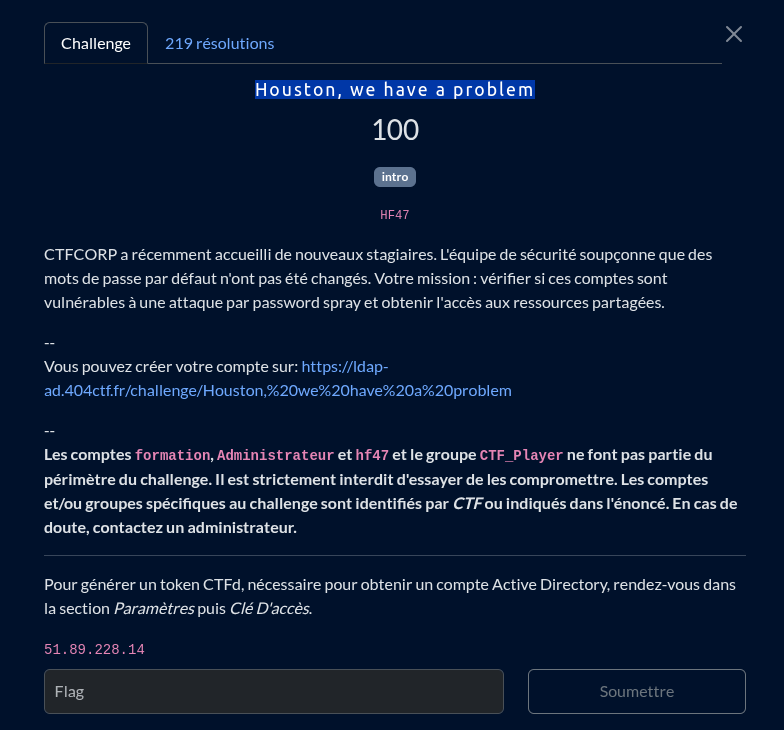 Challenge
219 résolutions
Houston, we have a problem
100
intro
HF47
CTFCORP a récemment accueilli de nouveaux stagiaires. L'équipe de sécurité soupçonne que des
mots de passe par défaut n'ont pas été changés. Votre mission : vérifier si ces comptes sont
vulnérables à une attaque par password spray et obtenir l'accès aux ressources partagées.
--
Vous pouvez créer votre compte sur: https://ldap-
ad.404ctf.fr/challenge/Houston,%20we%20have%20a%20problem
--
Les comptes formation, Administrateur et hf47 et le groupe CTF_Player ne font pas partie du
périmètre du challenge. Il est strictement interdit d'essayer de les compromettre. Les comptes
et/ou groupes spécifiques au challenge sont identifiés par CTF ou indiqués dans l'énoncé. En cas de
doute, contactez un administrateur.
Pour générer un token CTFd, nécessaire pour obtenir un compte Active Directory, rendez-vous dans
la section Paramètres puis Clé D'accès.
51.89.228.14
Flag
Soumettre